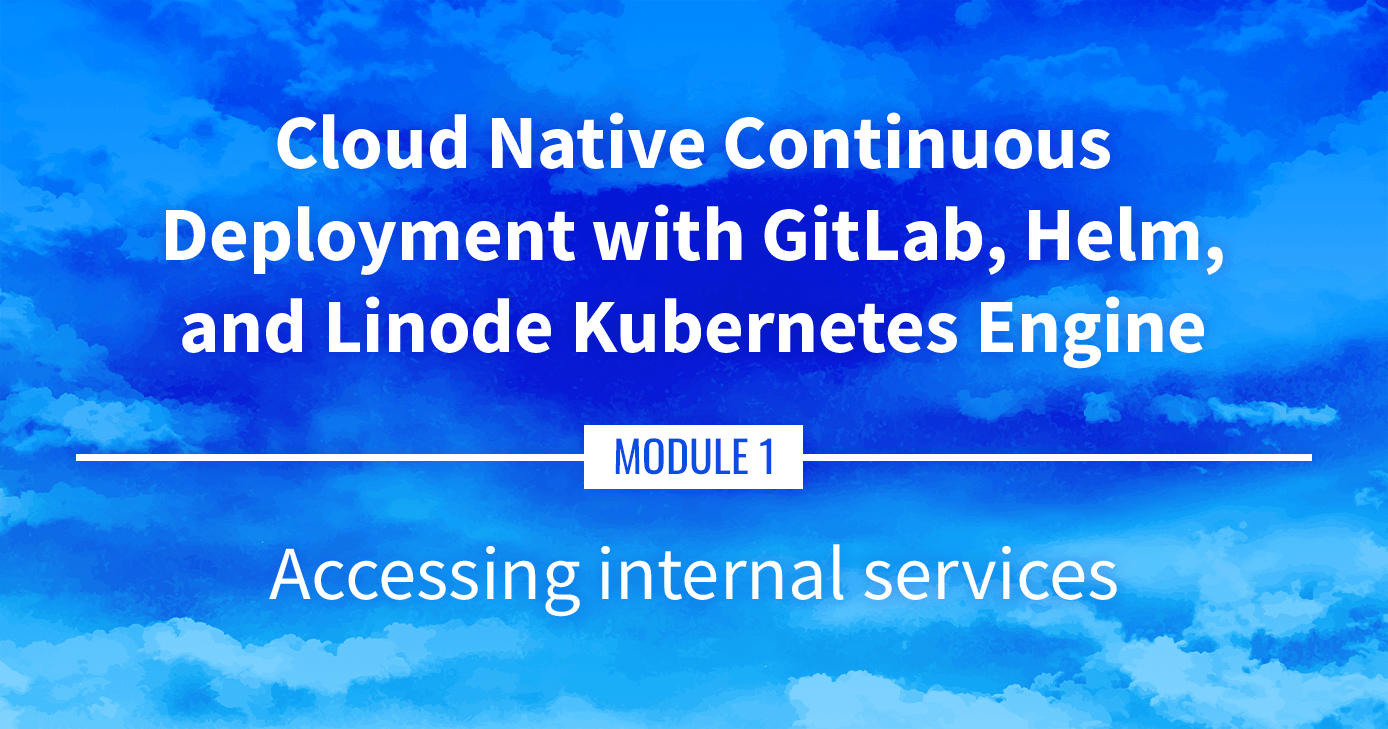 Cloud Native Continuous
Deployment with GitLab, Helm,
and Linode Kubernetes Engine
MODULE 1
Accessing internal services